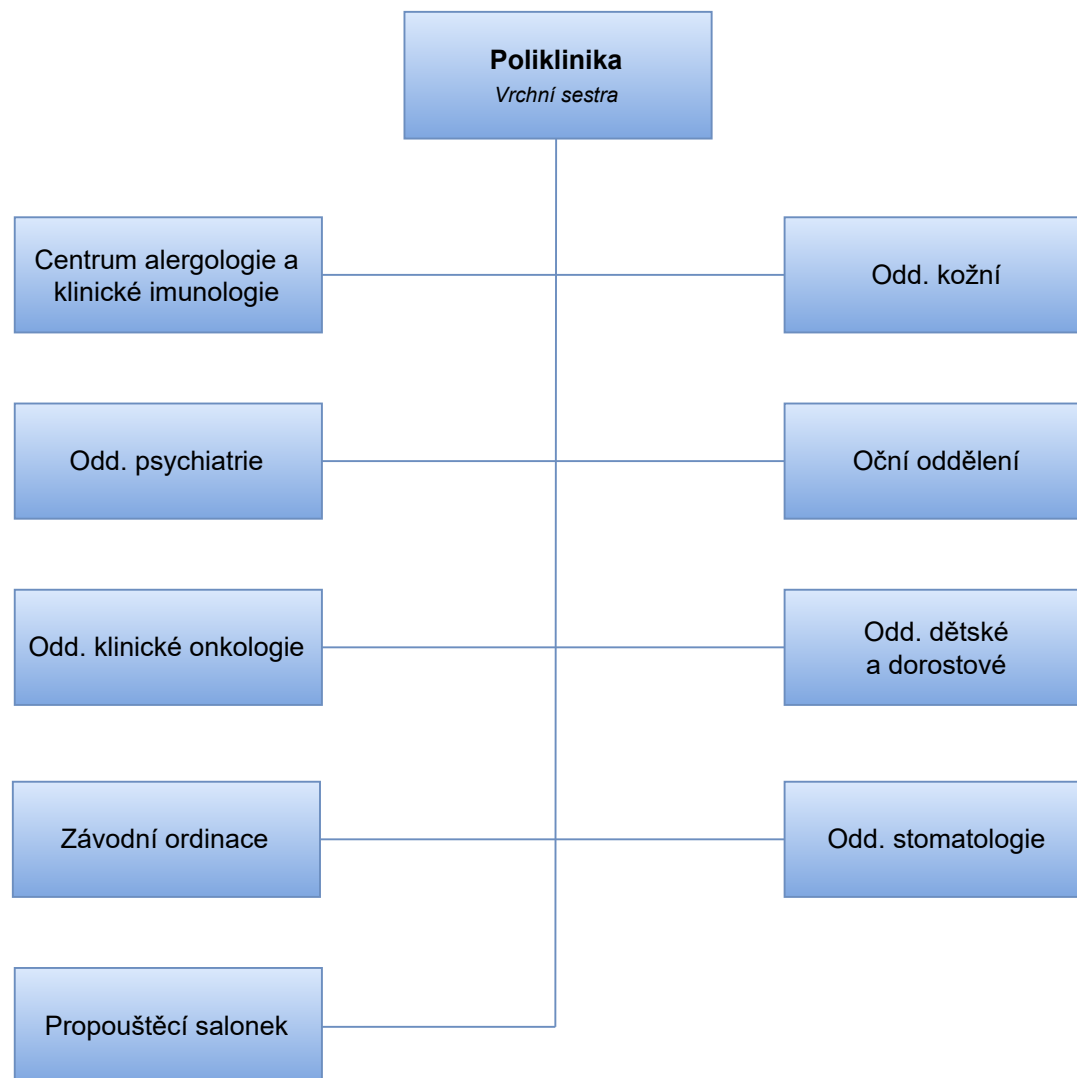 Poliklinika
Vrchní sestra
Centrum alergologie a
klinické imunologie
Odd. kožní
Odd. psychiatrie
Oční oddělení
Odd. klinické onkologie
Odd. dětské
a dorostové
Závodní ordinace
Odd. stomatologie
Propouštěcí salonek